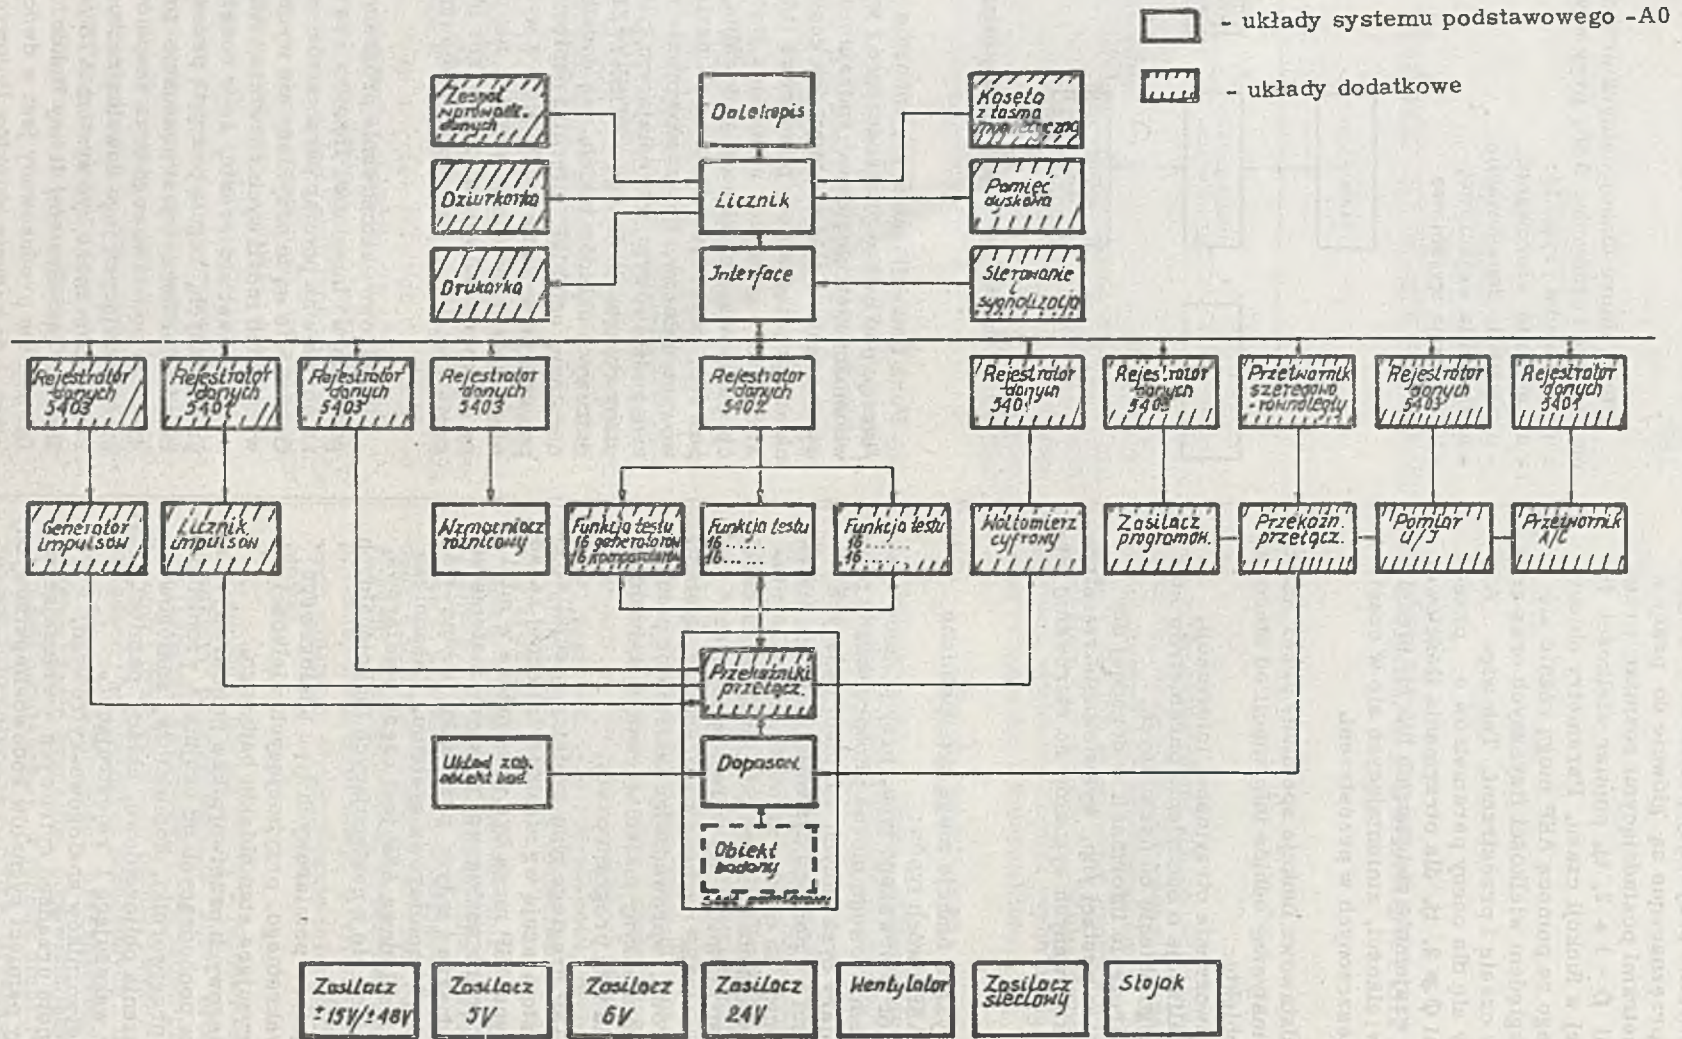 - układy systemu podstawowego -A0
- układy dodatkowe
Zespół
wprowadz.
danych
Dalekopis
Kaseta
z taśmą
magnetyczną
Dziurkarka
Licznik
Pamięć
dyskowa
Drukarka
Interface
Sterowanie
i
sygnalizacja
Rejestrator
danych
5403
Rejestrator
danych
5401
Rejestrator
danych
5403
Rejestrator
danych
5403
Rejestrator
danych
5402
Rejestrator
danych
5401
Rejestrator
danych
5403
Przetwornik
szeregowo
-równoległy
Rejestrator
danych
5403
Rejestrator
danych
5401
Generator
impulsów
Licznik
impulsów
Wzmacniacz
różnicowy
Funkcja testu
16 generatorów
16 komparatorów
Funkcja testu
16......
16......
Funkcja testu
16......
16......
Woltomierz
cyfrowy
Zasilacz
programow.
Przekaźn.
przełącz.
Pomiar
U/J
Przetwornik
A/C
Przekaźniki
przełącz.
Układ zas.
obiekt bad.
Dopasow.
Obiekt
badany
Zasilacz
±15V/±48V
Zasilacz
5V
Zasilacz
6V
Zasilacz
24V
Wentylator
Zasilacz
sieciowy
Stojak